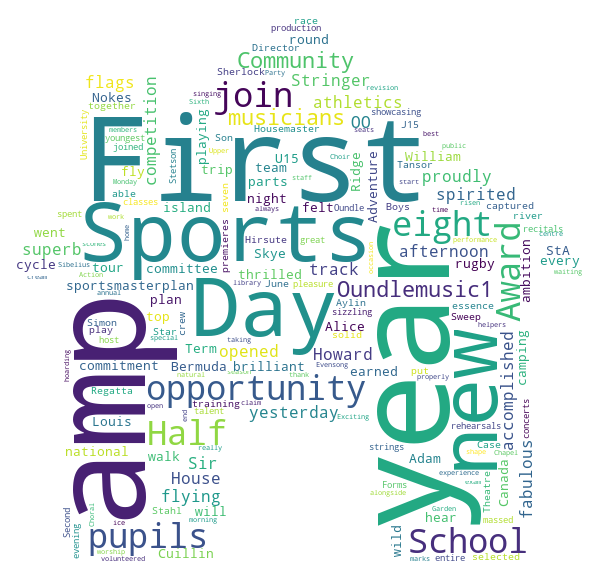 race
production
Director
round
Community
Sherlock
Party
flags
Stringer
revision
Nokes
singing
join
Sixth
athletics
together
University
competition
playing
musicians
OO
showcasing
members
youngest
joined
First
Son
Housemaster
J15
best
William
public
fly
Stetson
U15
Choir
team
Ridge
Tansor
proudly
able
trip
parts
Adventure
staff
start
Monday
Upper
seven
night
Boys
spirited
classes
island
always
felt
Oundle
captured
risen
spent
work
Sports
river
recitals
went
Hirsute
great
eight
StA
superb
scores
home
premieres
Skye
year
afternoon
performance
centre
cycle
Sibelius
tour
committee
thrilled
track
rugby
Award
every
Action
library
June
pleasure
essence
waiting
sportsmasterplan
Oundlemusic1
ambition
annual
plan
Day
Aylin
Sweep
helpers
amp
Star
crew
sizzling
new
top
Alice
occasion
Simon
play
special
taking
solid
host
Term
opened
Howard
accomplished
camping
hoarding
Evensong
put
commitment
Bermuda
brilliant
earned
properly
natural
thank
shape
Regatta
training
opportunity
open
claim
Exciting
rehearsals
concerts
Louis
talent
yesterday
Half
end
strings
Case
fabulous
national
really
Adam
Chapel
walk
Sir
experience
House
Forms
Theatre
Canada
flying
alongside
Second
Choral
Stahl
will
hear
Garden
massed
ice
morning
School
evening
pupils
Cuillin
wild
worship
entire
selected
volunteered
marks